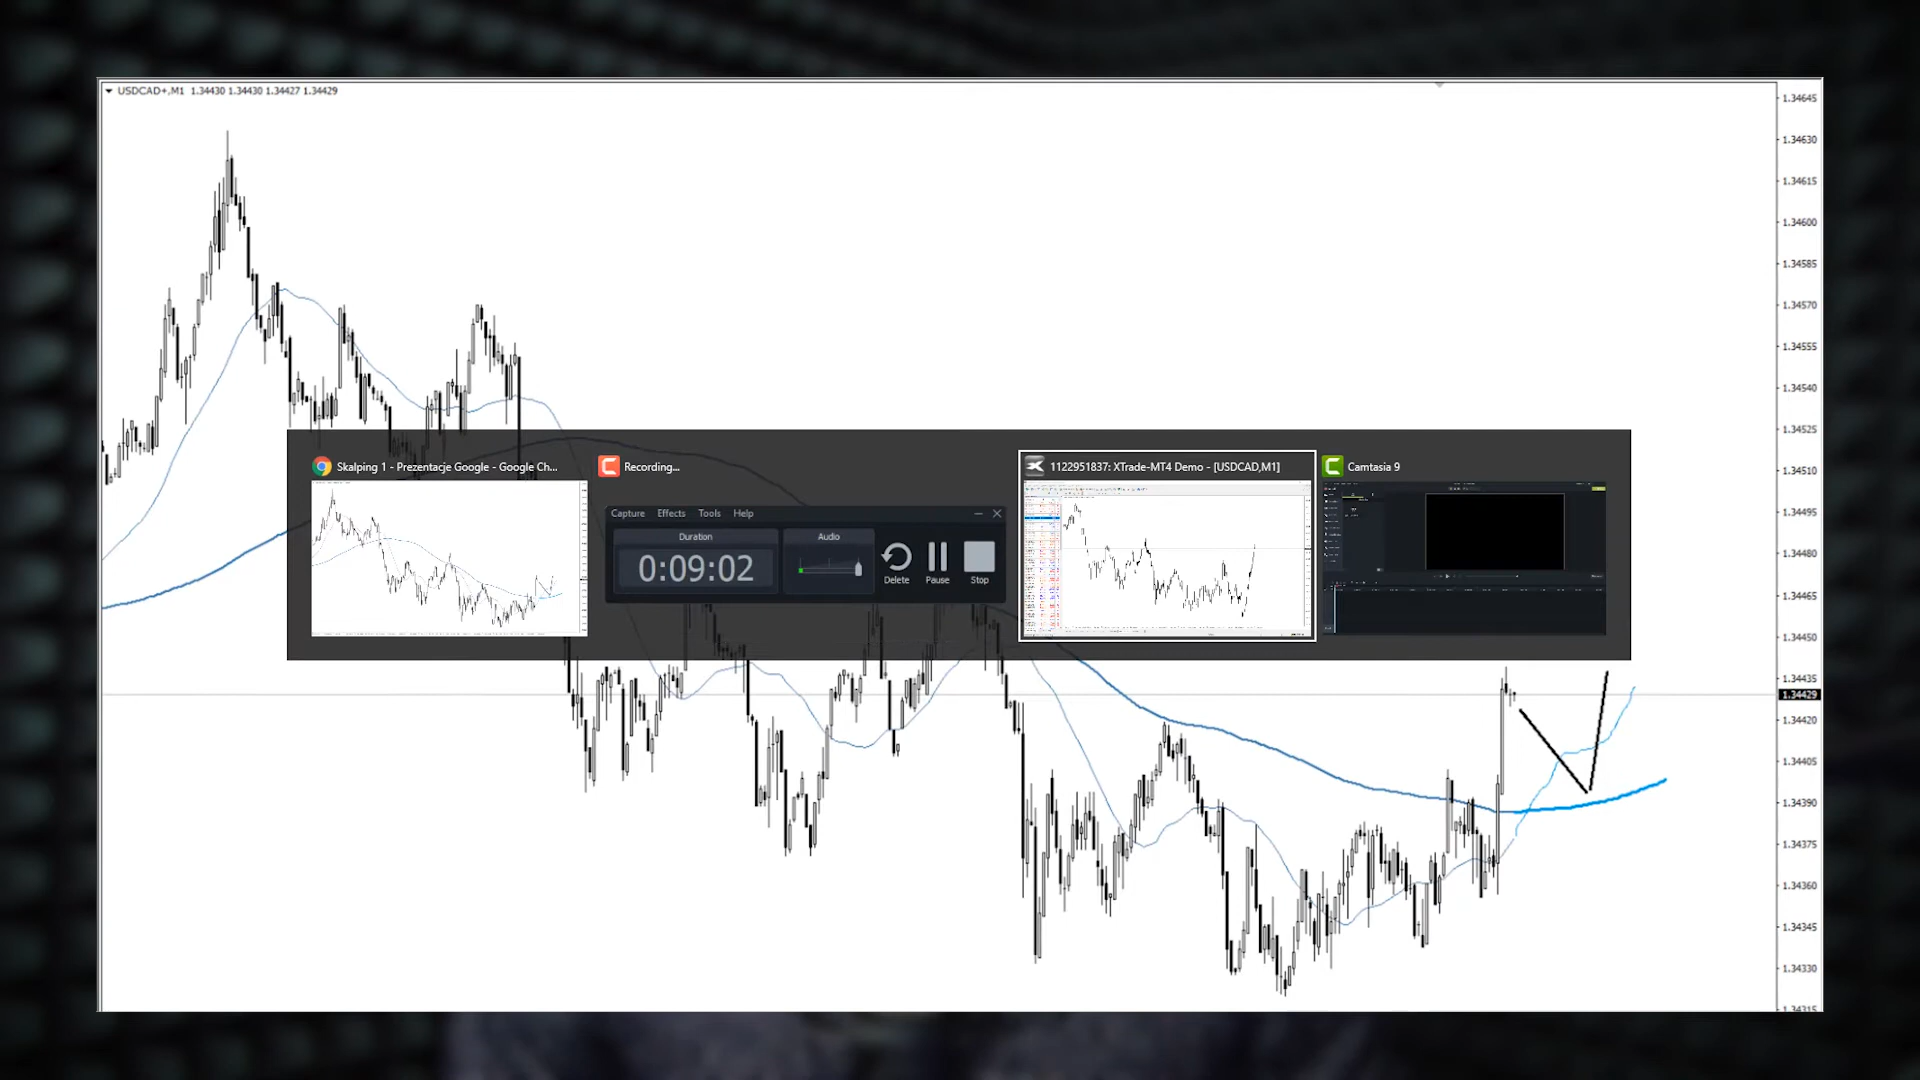 USDCAD+,M1 1.34430 1.34430 1.34427 1.34429
1.34645
1.34630
1.34615
1.34600
1.34585
1.34570
1.34555
1.34540
1.34525
1.34510
1.34495
1.34480
1.34465
1.34450
1.34435
1.34429
1.34420
1.34405
1.34390
1.34375
1.34360
1.34345
1.34330
1.34315
Skalping 1 - Prezentacje Google - Google Ch...
Recording...
1122951837: XTrade-MT4 Demo - [USDCAD,M1]
Camtasia 9
Capture Effects Tools Help
Duration
Audio
0:09:02
Delete
Pause
Stop